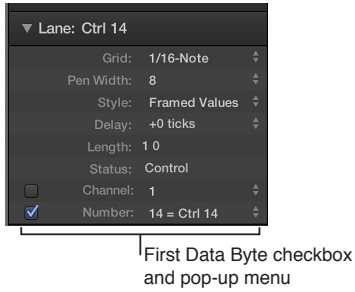 Lane: Ctrl 14
Grid: 1/16-Note
Pen Width: 8
Style: Framed Values
Delay: +0 ticks
Length: 1 0
Status: Control
Channel: 1
Number: 14 = Ctrl 14
First Data Byte checkbox
and pop-up menu